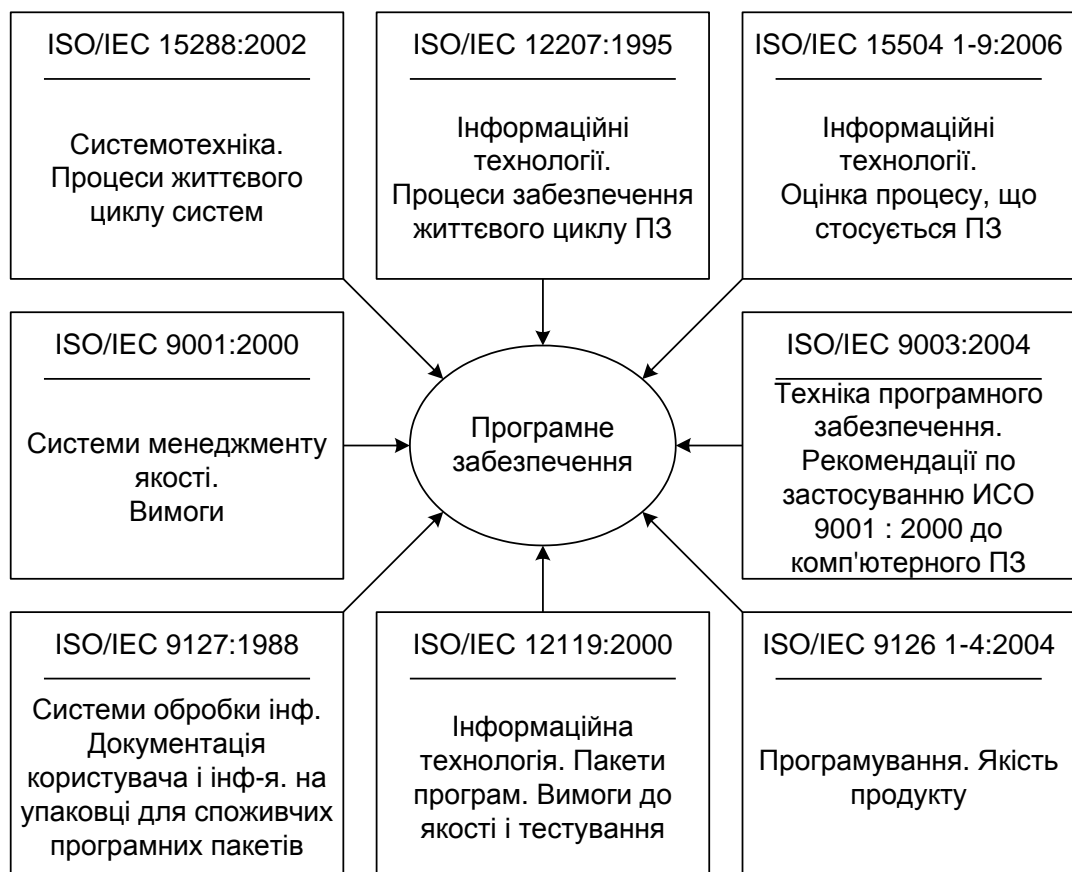 ISO/IEC 15288:2002
Системотехніка.
Процеси життєвого
циклу систем
ISO/IEC 12207:1995
Інформаційні
технології.
Процеси забезпечення
життєвого циклу ПЗ
ISO/IEC 15504 1-9:2006
Інформаційні
технології.
Оцінка процесу, що
стосується ПЗ
ISO/IEC 9001:2000
Системи менеджменту
якості.
Вимоги
Програмне
забезпечення
ISO/IEC 9003:2004
Техніка програмного
забезпечення.
Рекомендації по
застосуванню ИСО
9001 : 2000 до
комп'ютерного ПЗ
ISO/IEC 9127:1988
Системи обробки інф.
Документація
користувача і інф-я. на
упаковці для споживчих
програмних пакетів
ISO/IEC 12119:2000
Інформаційна
технологія. Пакети
програм. Вимоги до
якості і тестування
ISO/IEC 9126 1-4:2004
Програмування. Якість
продукту